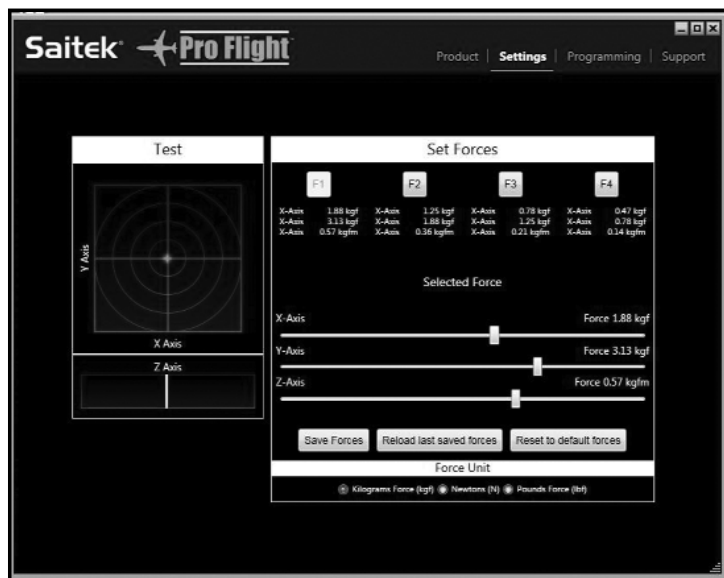 Saitek Pro Flight
Product | Settings | Programming | Support
Test
Y Axis
X Axis
Z Axis
Set Forces
F1 F2 F3 F4
X-Axis 1.88 kgf X-Axis 1.25 kgf X-Axis 0.78 kgf X-Axis 0.47 kgf
X-Axis 3.13 kgf X-Axis 1.88 kgf X-Axis 1.25 kgf X-Axis 0.78 kgf
X-Axis 0.57 kgfm X-Axis 0.36 kgfm X-Axis 0.21 kgfm X-Axis 0.14 kgfm
Selected Force
X-Axis Force 1.88 kgf
Y-Axis Force 3.13 kgf
Z-Axis Force 0.57 kgfm
Save Forces Reload last saved forces Reset to default forces
Force Unit
Kilograms Force (kgf) Newtons (N) Pounds Force (lbf)